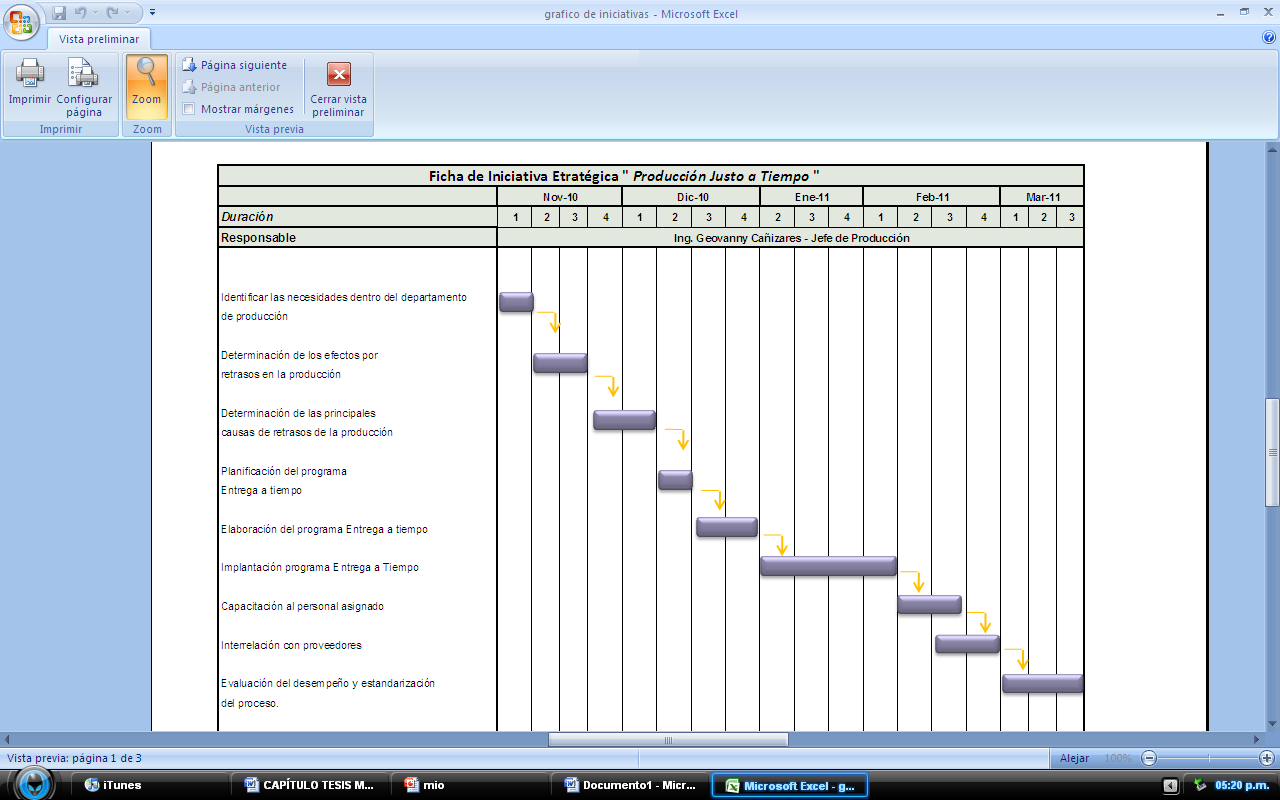 grafico de iniciativas - Microsoft Excel
Vista preliminar
Imprimir
Configurar página
Zoom
Página siguiente
Página anterior
Mostrar márgenes
Cerrar vista preliminar
Imprimir
Zoom
Vista previa
Ficha de Iniciativa Etratégica " Producción Justo a Tiempo "
Nov-10 Dic-10 Ene-11 Feb-11 Mar-11
Duración 1 2 3 4 1 2 3 4 2 3 4 1 2 3 4 1 2 3
Responsable Ing. Geovanny Cañizares - Jefe de Producción
Identificar las necesidades dentro del departamento
de producción
Determinación de los efectos por
retrasos en la producción
Determinación de las principales
causas de retrasos de la producción
Planificación del programa
Entrega a tiempo
Elaboración del programa Entrega a tiempo
Implantación programa Entrega a Tiempo
Capacitación al personal asignado
Interrelación con proveedores
Evaluación del desempeño y estandarización
del proceso.
Vista previa: página 1 de 3
Alejar 100%
iTunes
CAPÍTULO TESIS M...
mio
Documento1 - Micr...
Microsoft Excel - g...
05:20 p.m.